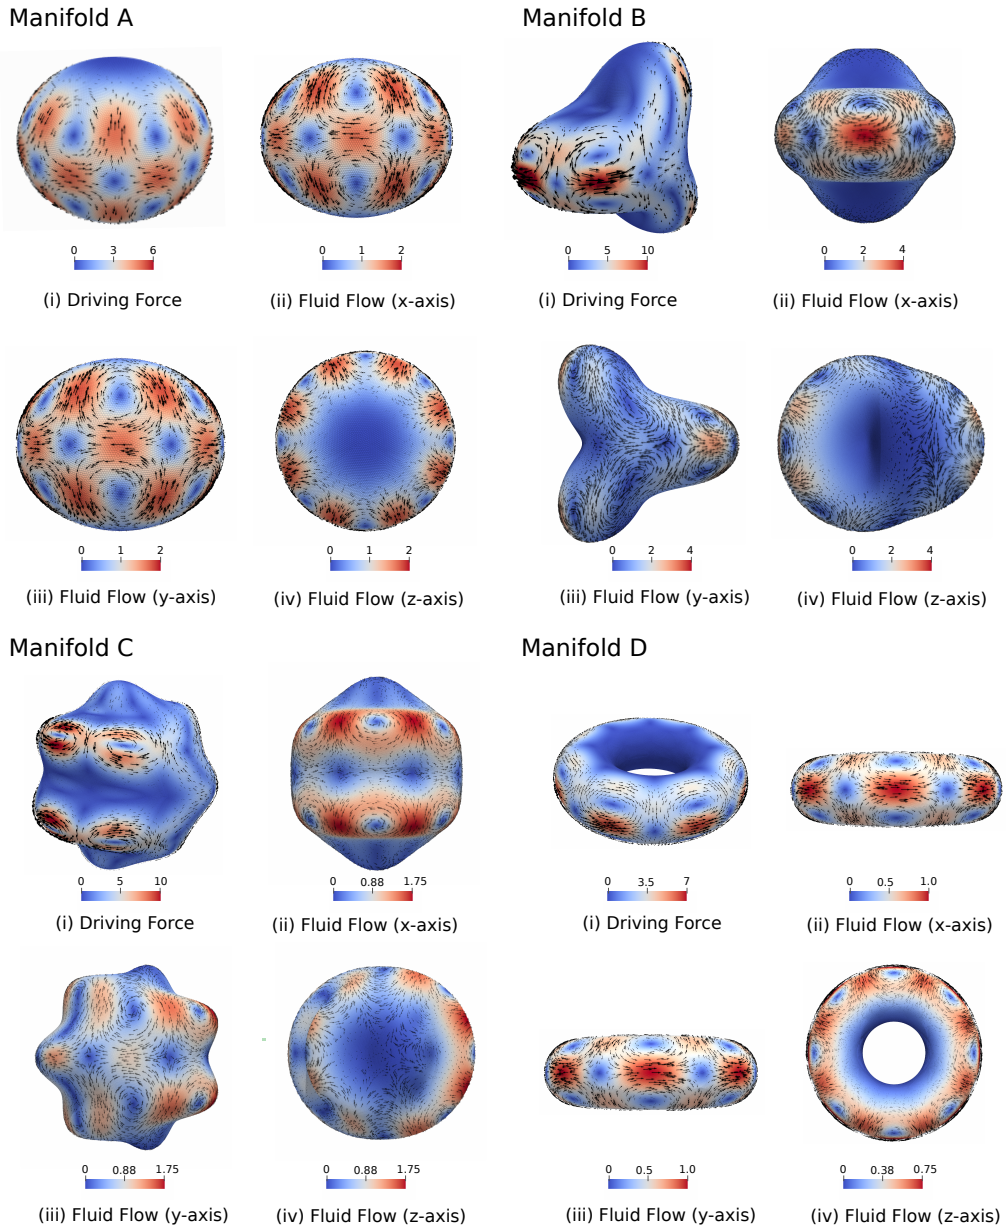 Manifold A
Manifold B
0 3 6
0 1 2
0 5 10
0 2 4
(i) Driving Force
(ii) Fluid Flow (x-axis)
(i) Driving Force
(ii) Fluid Flow (x-axis)
0 1 2
0 1 2
0 2 4
0 2 4
(iii) Fluid Flow (y-axis)
(iv) Fluid Flow (z-axis)
(iii) Fluid Flow (y-axis)
(iv) Fluid Flow (z-axis)
Manifold C
Manifold D
0 5 10
0 0.88 1.75
0 3.5 7
0 0.5 1.0
(i) Driving Force
(ii) Fluid Flow (x-axis)
(i) Driving Force
(ii) Fluid Flow (x-axis)
0 0.88 1.75
0 0.88 1.75
0 0.5 1.0
0 0.38 0.75
(iii) Fluid Flow (y-axis)
(iv) Fluid Flow (z-axis)
(iii) Fluid Flow (y-axis)
(iv) Fluid Flow (z-axis)